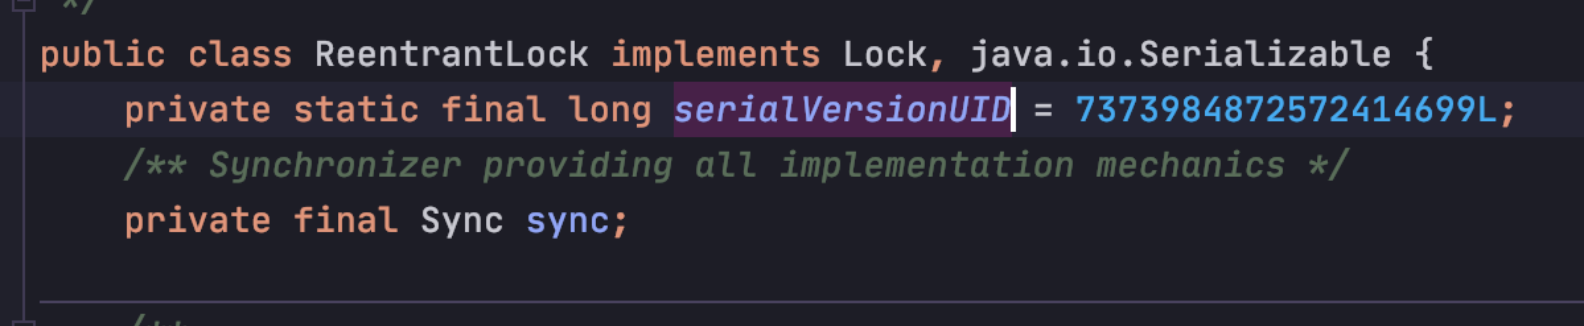 */
public class ReentrantLock implements Lock, java.io.Serializable {
private static final long serialVersionUID = 7373984872572414699L;
/** Synchronizer providing all implementation mechanics */
private final Sync sync;
/**